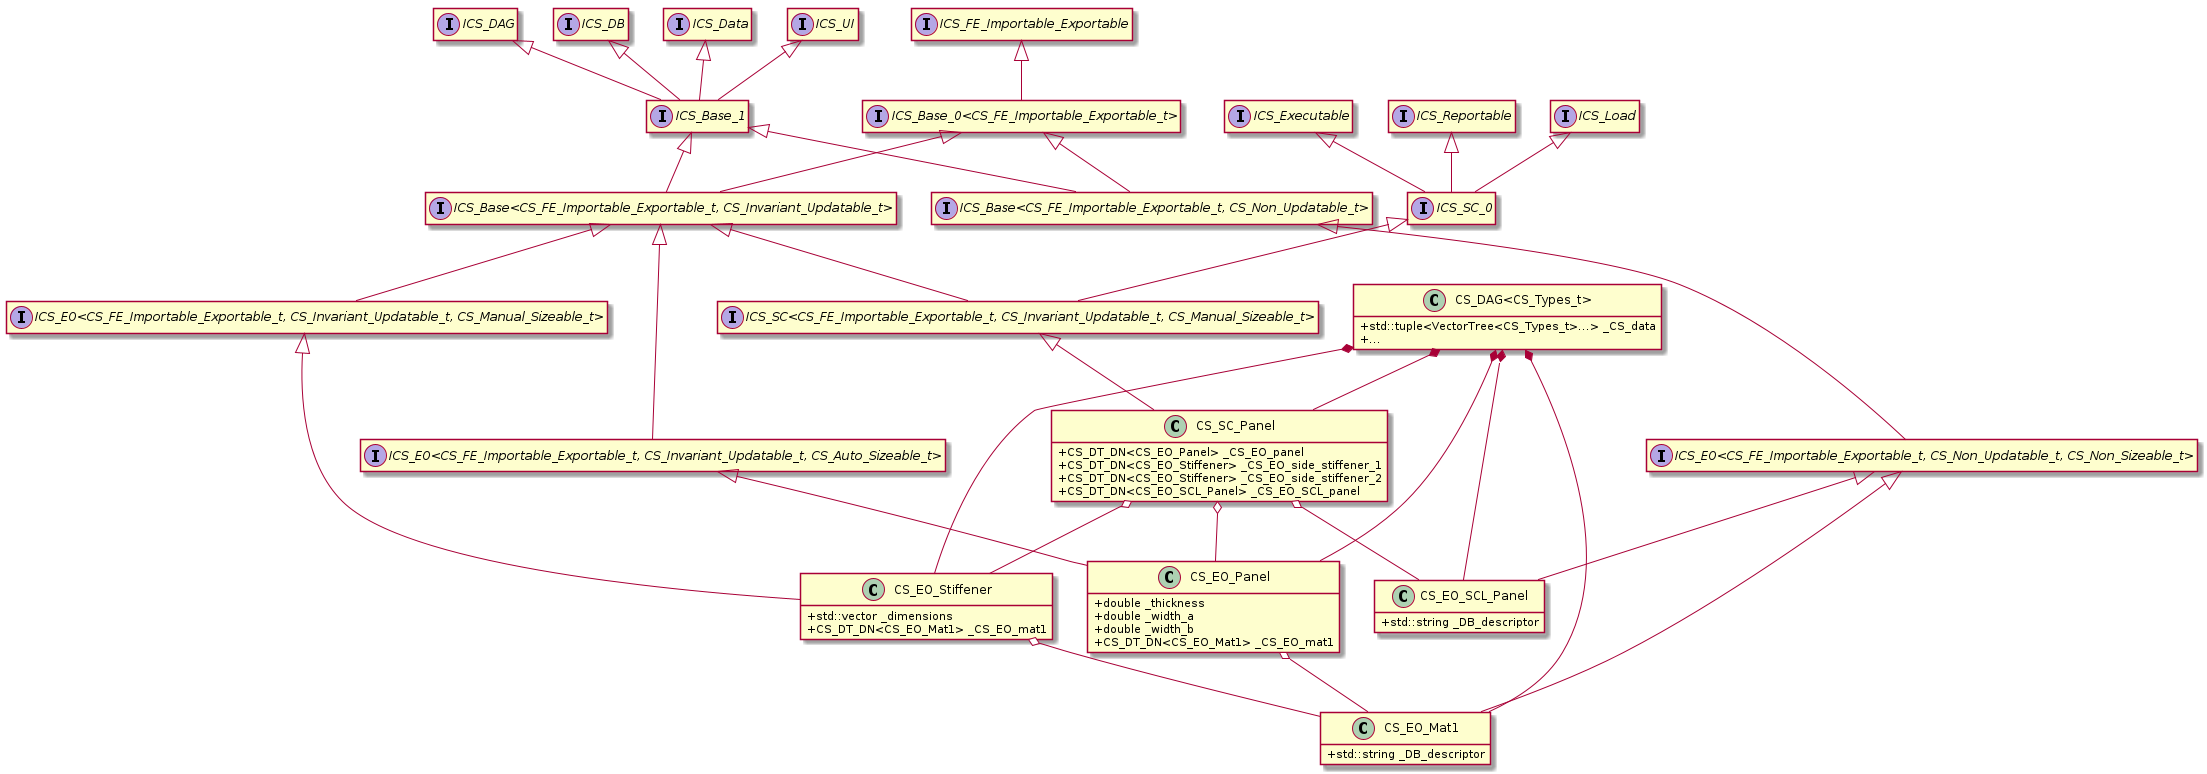 I ICS_DAG
I ICS_DB
I ICS_Data
I ICS_UI
I ICS_FE_Importable_Exportable
I ICS_Base_1
I ICS_Base_0<CS_FE_Importable_Exportable_t>
I ICS_Executable
I ICS_Reportable
I ICS_Load
I ICS_Base<CS_FE_Importable_Exportable_t, CS_Invariant_Updatable_t>
I ICS_Base<CS_FE_Importable_Exportable_t, CS_Non_Updatable_t>
I ICS_SC_0
I ICS_E0<CS_FE_Importable_Exportable_t, CS_Invariant_Updatable_t, CS_Manual_Sizeable_t>
I ICS_SC<CS_FE_Importable_Exportable_t, CS_Invariant_Updatable_t, CS_Manual_Sizeable_t>
C CS_DAG<CS_Types_t>
+std::tuple<VectorTree<CS_Types_t>...> _CS_data
+...
I ICS_E0<CS_FE_Importable_Exportable_t, CS_Invariant_Updatable_t, CS_Auto_Sizeable_t>
C CS_SC_Panel
+CS_DT_DN<CS_EO_Panel> _CS_EO_panel
+CS_DT_DN<CS_EO_Stiffener> _CS_EO_side_stiffener_1
+CS_DT_DN<CS_EO_Stiffener> _CS_EO_side_stiffener_2
+CS_DT_DN<CS_EO_SCL_Panel> _CS_EO_SCL_panel
I ICS_E0<CS_FE_Importable_Exportable_t, CS_Non_Updatable_t, CS_Non_Sizeable_t>
C CS_EO_Stiffener
+std::vector _dimensions
+CS_DT_DN<CS_EO_Mat1> _CS_EO_mat1
C CS_EO_Panel
+double _thickness
+double _width_a
+double _width_b
+CS_DT_DN<CS_EO_Mat1> _CS_EO_mat1
C CS_EO_SCL_Panel
+std::string _DB_descriptor
C CS_EO_Mat1
+std::string _DB_descriptor